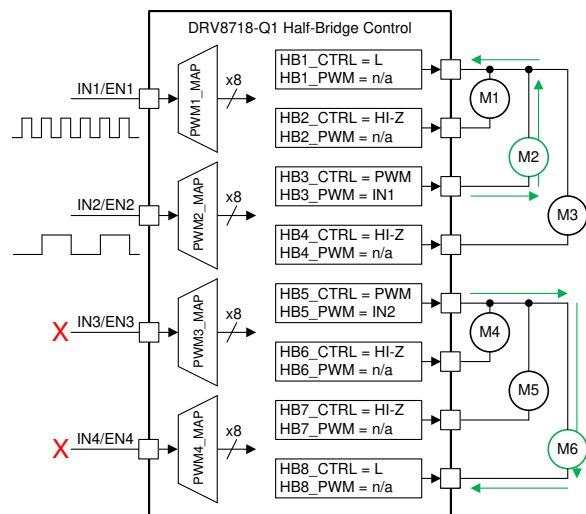 DRV8718-Q1 Half-Bridge Control
IN1/EN1
PWM1_MAP
x8
HB1_CTRL = L
HB1_PWM = n/a
M1
HB2_CTRL = HI-Z
HB2_PWM = n/a
M2
IN2/EN2
PWM2_MAP
x8
HB3_CTRL = PWM
HB3_PWM = IN1
M3
HB4_CTRL = HI-Z
HB4_PWM = n/a
X
IN3/EN3
PWM3_MAP
x8
HB5_CTRL = PWM
HB5_PWM = IN2
M4
HB6_CTRL = HI-Z
HB6_PWM = n/a
M5
X
IN4/EN4
PWM4_MAP
x8
HB7_CTRL = HI-Z
HB7_PWM = n/a
M6
HB8_CTRL = L
HB8_PWM = n/a